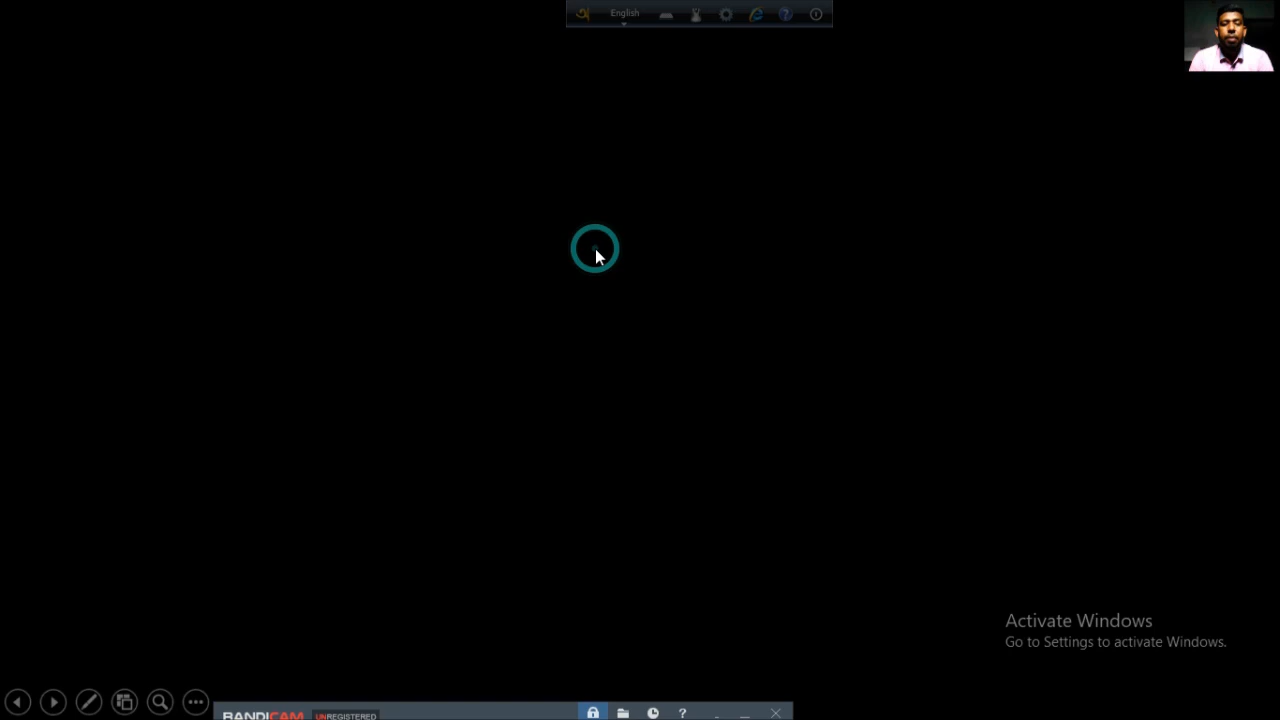 English
Activate Windows
Go to Settings to activate Windows.
BANDICAM UNREGISTERED